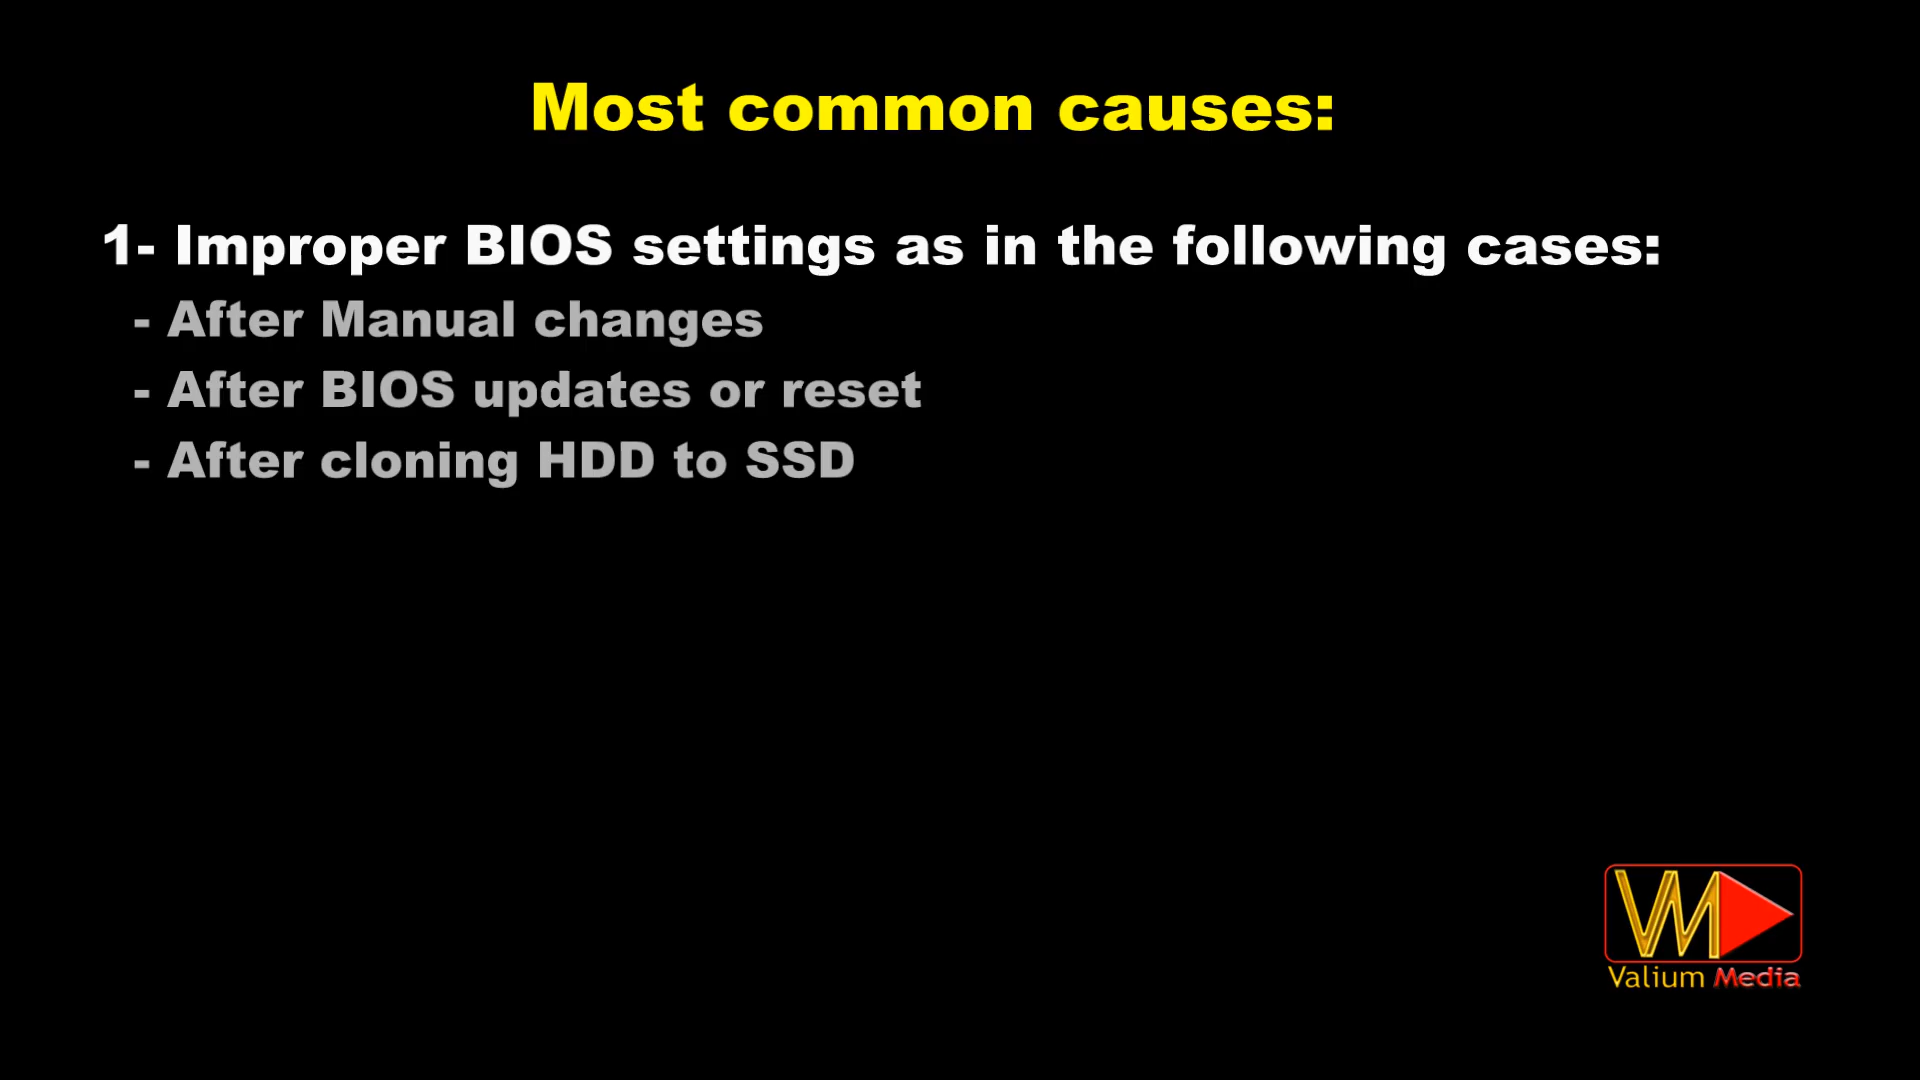 Most common causes:
1- Improper BIOS settings as in the following cases:
- After Manual changes
- After BIOS updates or reset
- After cloning HDD to SSD
VM
Valium Media